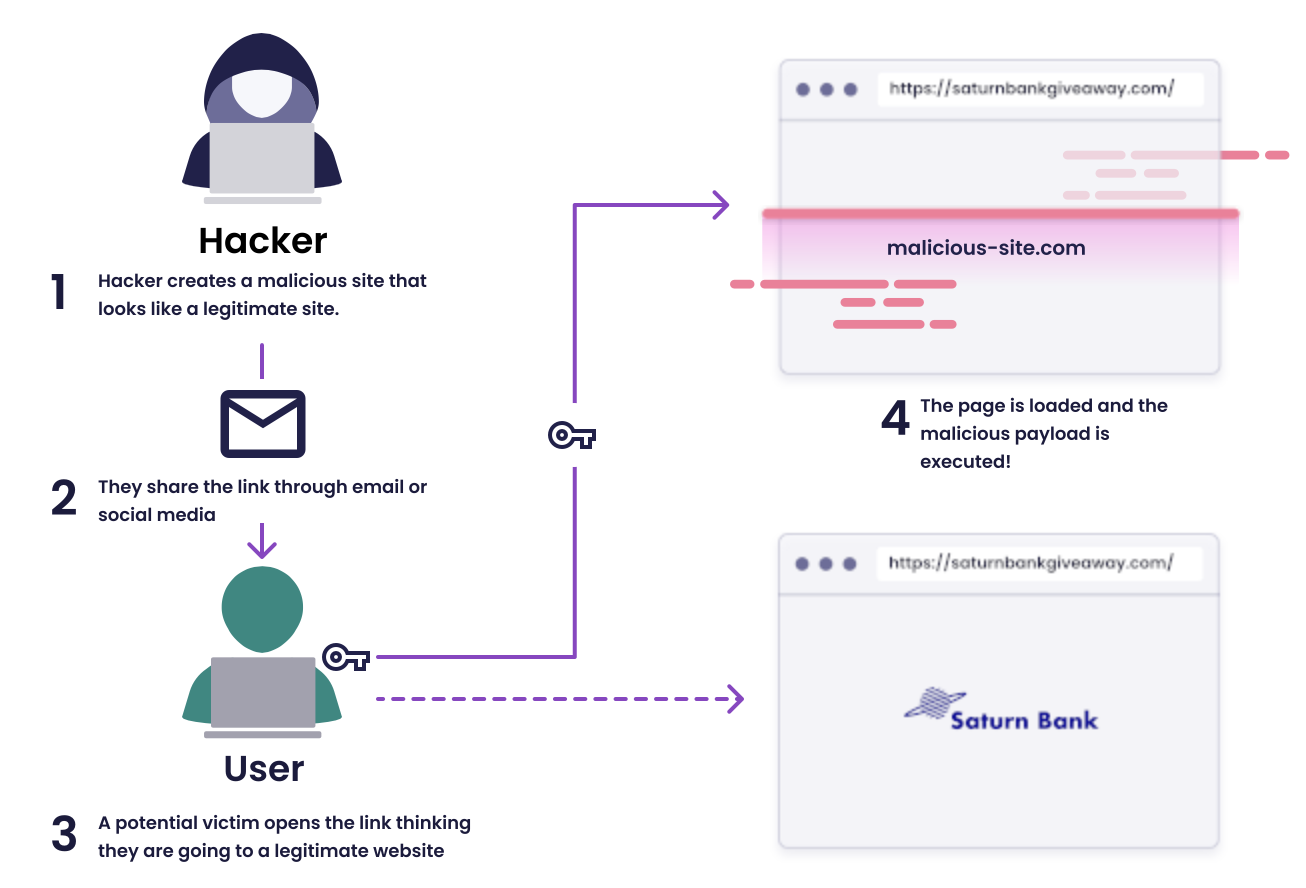 Hacker
1
Hacker creates a malicious site that
looks like a legitimate site.
2
They share the link through email or
social media
User
3
A potential victim opens the link thinking
they are going to a legitimate website
https://saturnbankgiveaway.com/
malicious-site.com
4
The page is loaded and the
malicious payload is
executed!
https://saturnbankgiveaway.com/
Saturn Bank